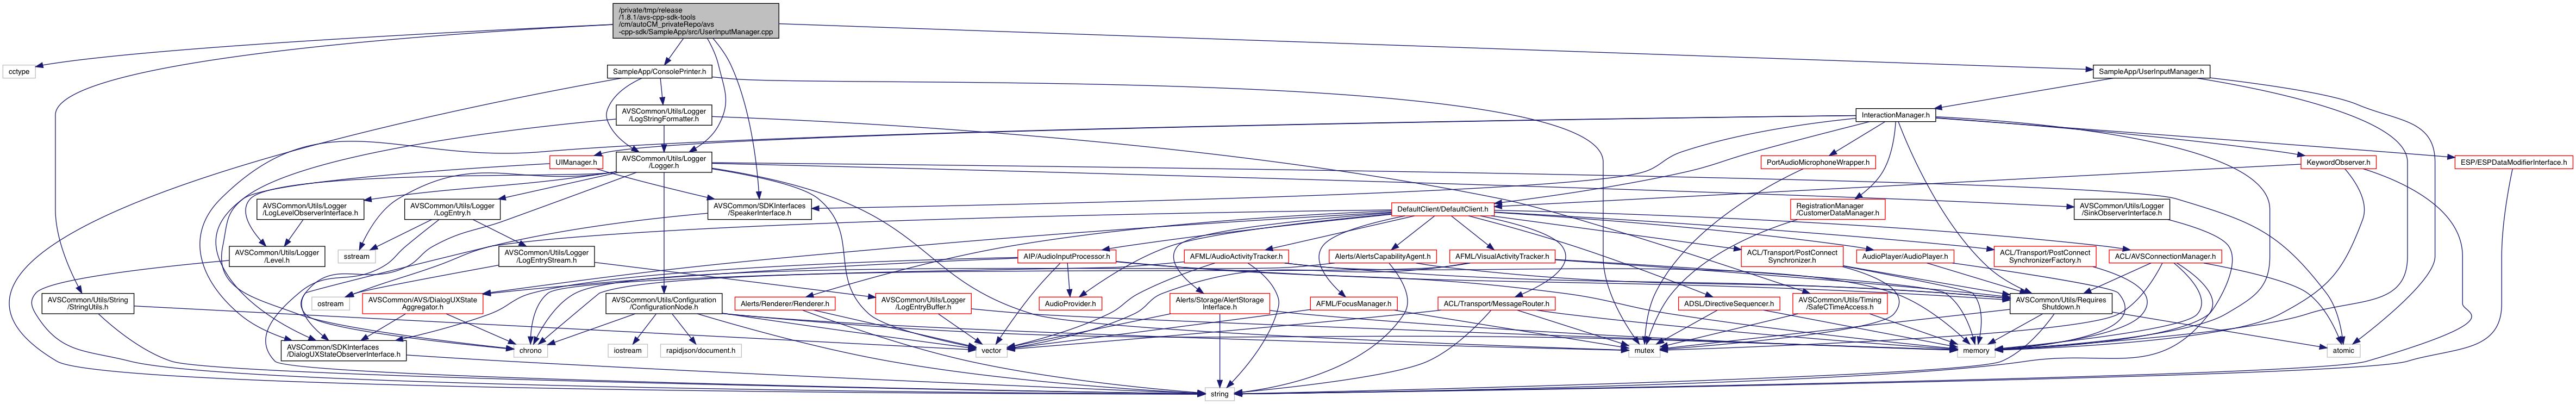 /private/tmp/release
/1.8.1/avs-cpp-sdk-tools
/cm/autoCM_privateRepo/avs
-cpp-sdk/SampleApp/src/UserInputManager.cpp
cctype
SampleApp/ConsolePrinter.h
SampleApp/UserInputManager.h
AVSCommon/Utils/Logger
/LogStringFormatter.h
InteractionManager.h
UIManager.h
AVSCommon/Utils/Logger
/Logger.h
PortAudioMicrophoneWrapper.h
KeywordObserver.h
ESP/ESPDataModifierInterface.h
AVSCommon/Utils/Logger
/LogLevelObserverInterface.h
AVSCommon/Utils/Logger
/LogEntry.h
AVSCommon/SDKInterfaces
/SpeakerInterface.h
DefaultClient/DefaultClient.h
RegistrationManager
/CustomerDataManager.h
AVSCommon/Utils/Logger
/SinkObserverInterface.h
AVSCommon/Utils/Logger
/Level.h
sstream
AVSCommon/Utils/Logger
/LogEntryStream.h
AIP/AudioInputProcessor.h
AFML/AudioActivityTracker.h
Alerts/AlertsCapabilityAgent.h
AFML/VisualActivityTracker.h
ACL/Transport/PostConnect
Synchronizer.h
AudioPlayer/AudioPlayer.h
ACL/Transport/PostConnect
SynchronizerFactory.h
ACL/AVSConnectionManager.h
AVSCommon/Utils/String
/StringUtils.h
ostream
AVSCommon/AVS/DialogUXState
Aggregator.h
AVSCommon/Utils/Configuration
/ConfigurationNode.h
Alerts/Renderer/Renderer.h
AVSCommon/Utils/Logger
/LogEntryBuffer.h
AudioProvider.h
Alerts/Storage/AlertStorage
Interface.h
AFML/FocusManager.h
ACL/Transport/MessageRouter.h
ADSL/DirectiveSequencer.h
AVSCommon/Utils/Timing
/SafeCTimeAccess.h
AVSCommon/Utils/Requires
Shutdown.h
AVSCommon/SDKInterfaces
/DialogUXStateObserverInterface.h
chrono
iostream
rapidjson/document.h
vector
mutex
memory
atomic
string